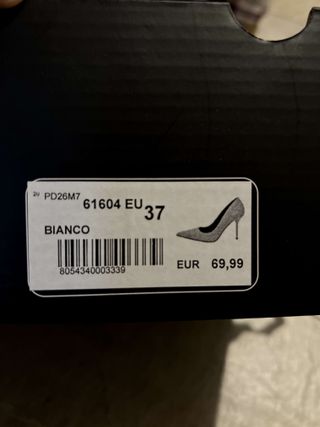 PD26M7 61604 EU 37
BIANCO
8054340003339
EUR 69,99